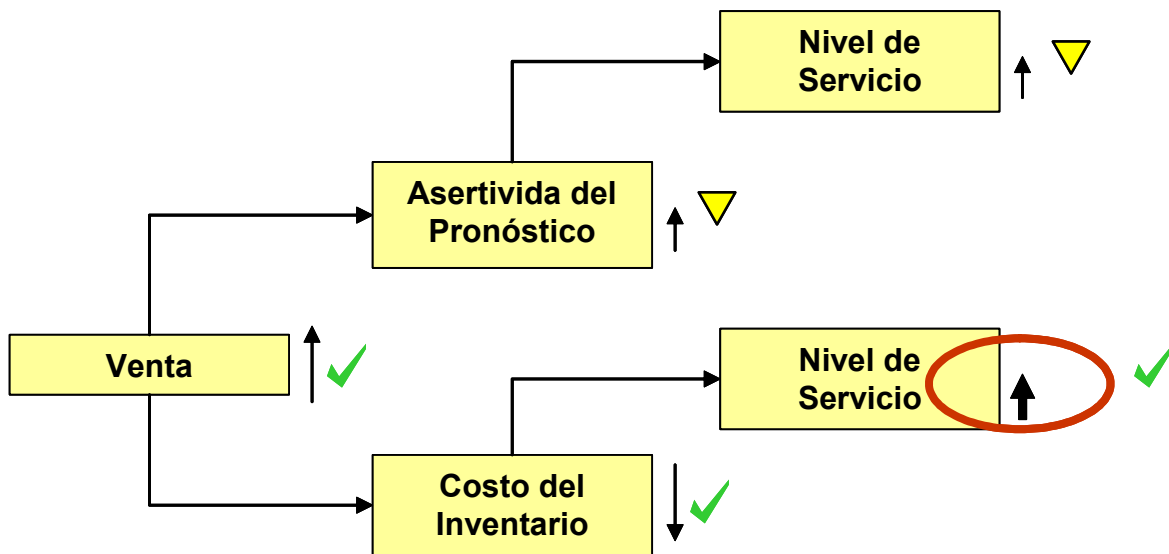 Nivel de
Servicio
Asertivida del
Pronóstico
Venta
Nivel de
Servicio
Costo del
Inventario